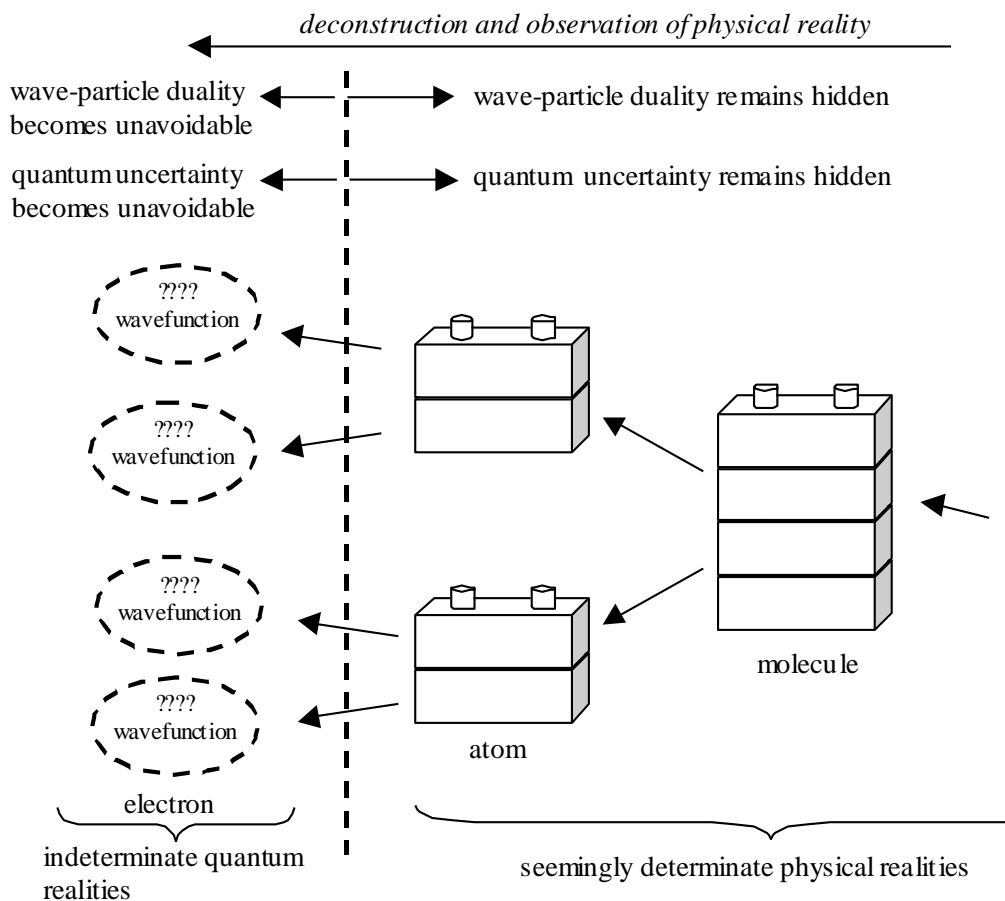 deconstruction and observation of physical reality
wave-particle duality
becomes unavoidable
wave-particle duality remains hidden
quantum uncertainty
becomes unavoidable
quantum uncertainty remains hidden
????
wavefunction
????
wavefunction
????
wavefunction
????
wavefunction
molecule
atom
electron
indeterminate quantum
realities
seemingly determinate physical realities